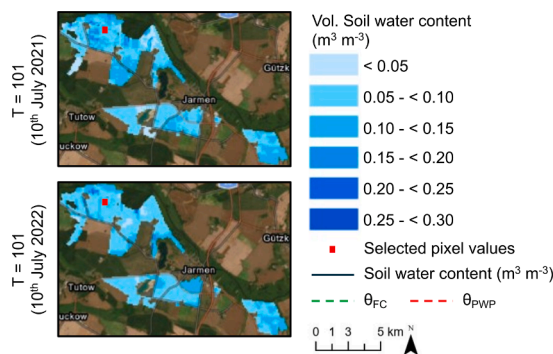 T = 101
(10th July 2021)
Gützk
Jarmen
Tutow
uckow
T = 101
(10th July 2022)
Gützk
Jarmen
Tutow
uckow
Vol. Soil water content
(m³ m⁻³)
< 0.05
0.05 - < 0.10
0.10 - < 0.15
0.15 - < 0.20
0.20 - < 0.25
0.25 - < 0.30
Selected pixel values
Soil water content (m³ m⁻³)
θFC θPWP
0 1 3 5 km N